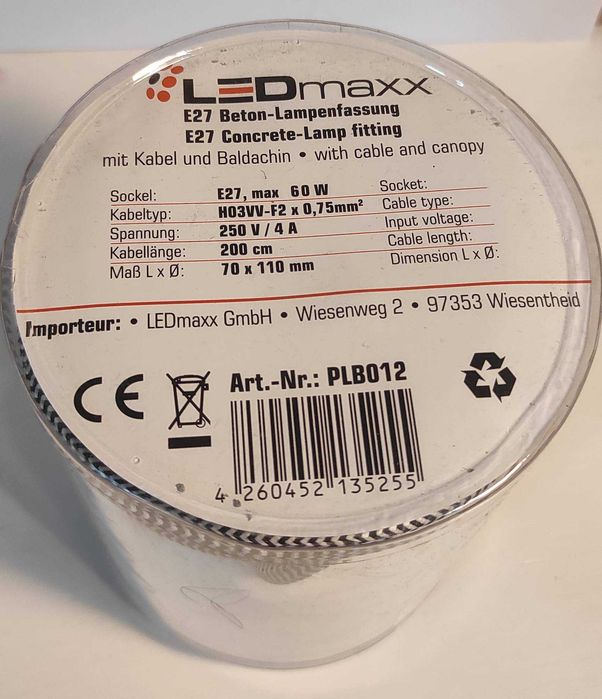 LEDmaxx
E27 Beton-Lampenfassung
E27 Concrete-Lamp fitting
mit Kabel und Baldachin • with cable and canopy
Sockel: E27, max 60 W Socket:
Kabeltyp: H03VV-F2 x 0,75mm² Cable type:
Spannung: 250 V / 4 A Input voltage:
Kabellänge: 200 cm Cable length:
Maß L x Ø: 70 x 110 mm Dimension L x Ø:
Importeur: • LEDmaxx GmbH • Wiesenweg 2 • 97353 Wiesentheid
CE
Art.-Nr.: PLB012
4 260452 135255